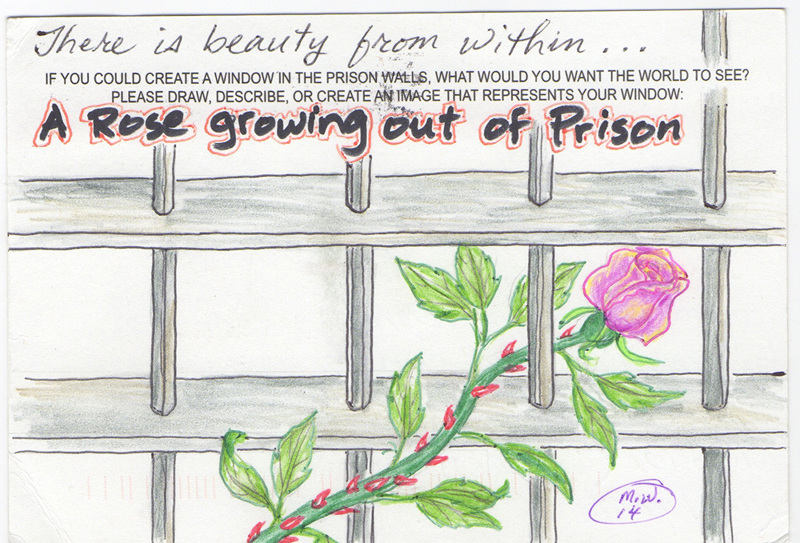 There is beauty from within...
IF YOU COULD CREATE A WINDOW IN THE PRISON WALLS, WHAT WOULD YOU WANT THE WORLD TO SEE?
PLEASE DRAW, DESCRIBE, OR CREATE AN IMAGE THAT REPRESENTS YOUR WINDOW:
A Rose growing out of Prison
M.W.
14